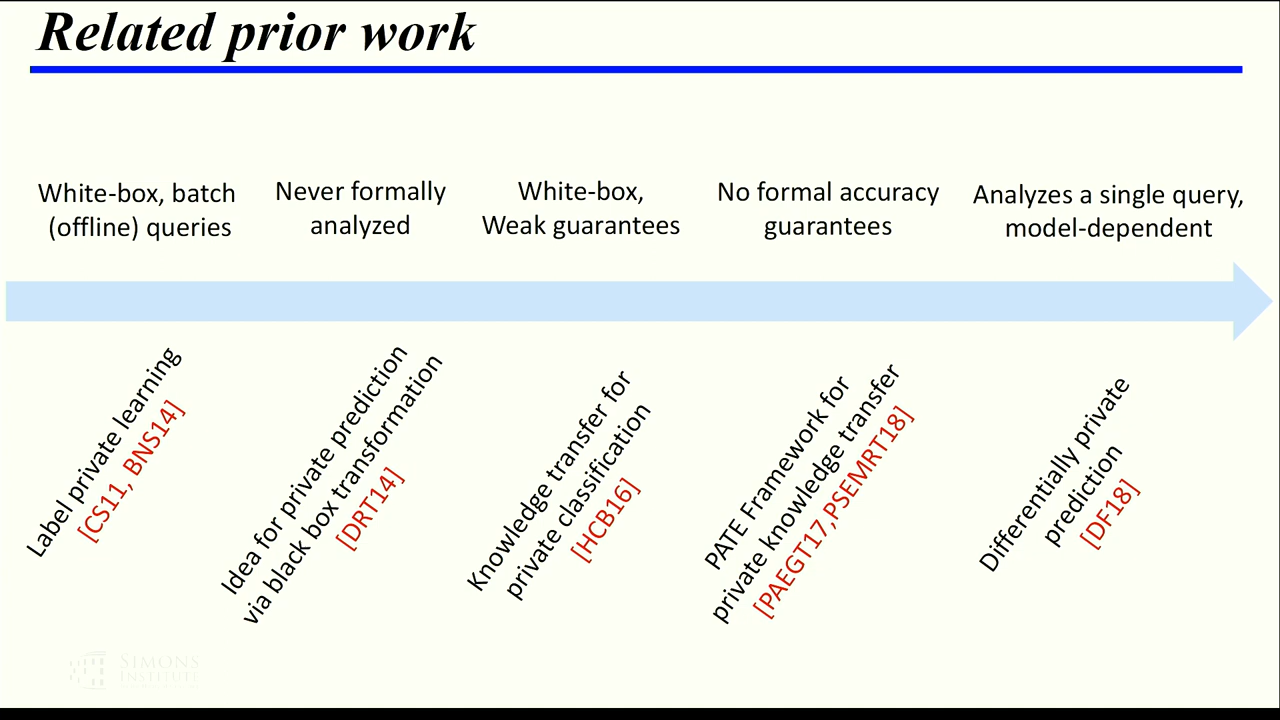 Related prior work
White-box, batch
(offline) queries
Never formally
analyzed
White-box,
Weak guarantees
No formal accuracy
guarantees
Analyzes a single query,
model-dependent
Label private learning
[CS11, BNS14]
Idea for private prediction
via black box transformation
[DRT14]
Knowledge transfer for
private classification
[HCB16]
PATE Framework for
private knowledge transfer
[PAEGT17,PSEMRT18]
Differentially private
prediction
[DF18]
SIMONS
INSTITUTE